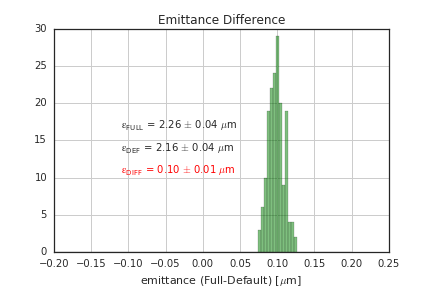 Emittance Difference
30
25
20
15
10
5
0
ε_FULL = 2.26 ± 0.04 μm
ε_DEF = 2.16 ± 0.04 μm
ε_DIFF = 0.10 ± 0.01 μm
−0.20 −0.15 −0.10 −0.05 0.00 0.05 0.10 0.15 0.20 0.25
emittance (Full-Default) [μm]